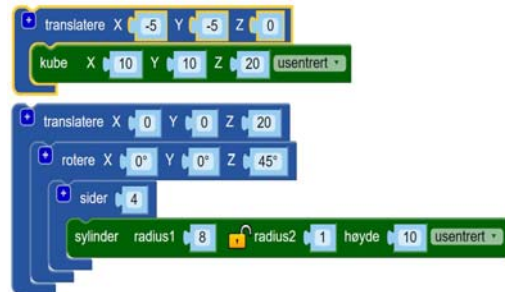 translatere X -5 Y -5 Z 0
kube X 10 Y 10 Z 20 usentrert
translatere X 0 Y 0 Z 20
rotere X 0° Y 0° Z 45°
sider 4
sylinder radius1 8 radius2 1 høyde 10 usentrert